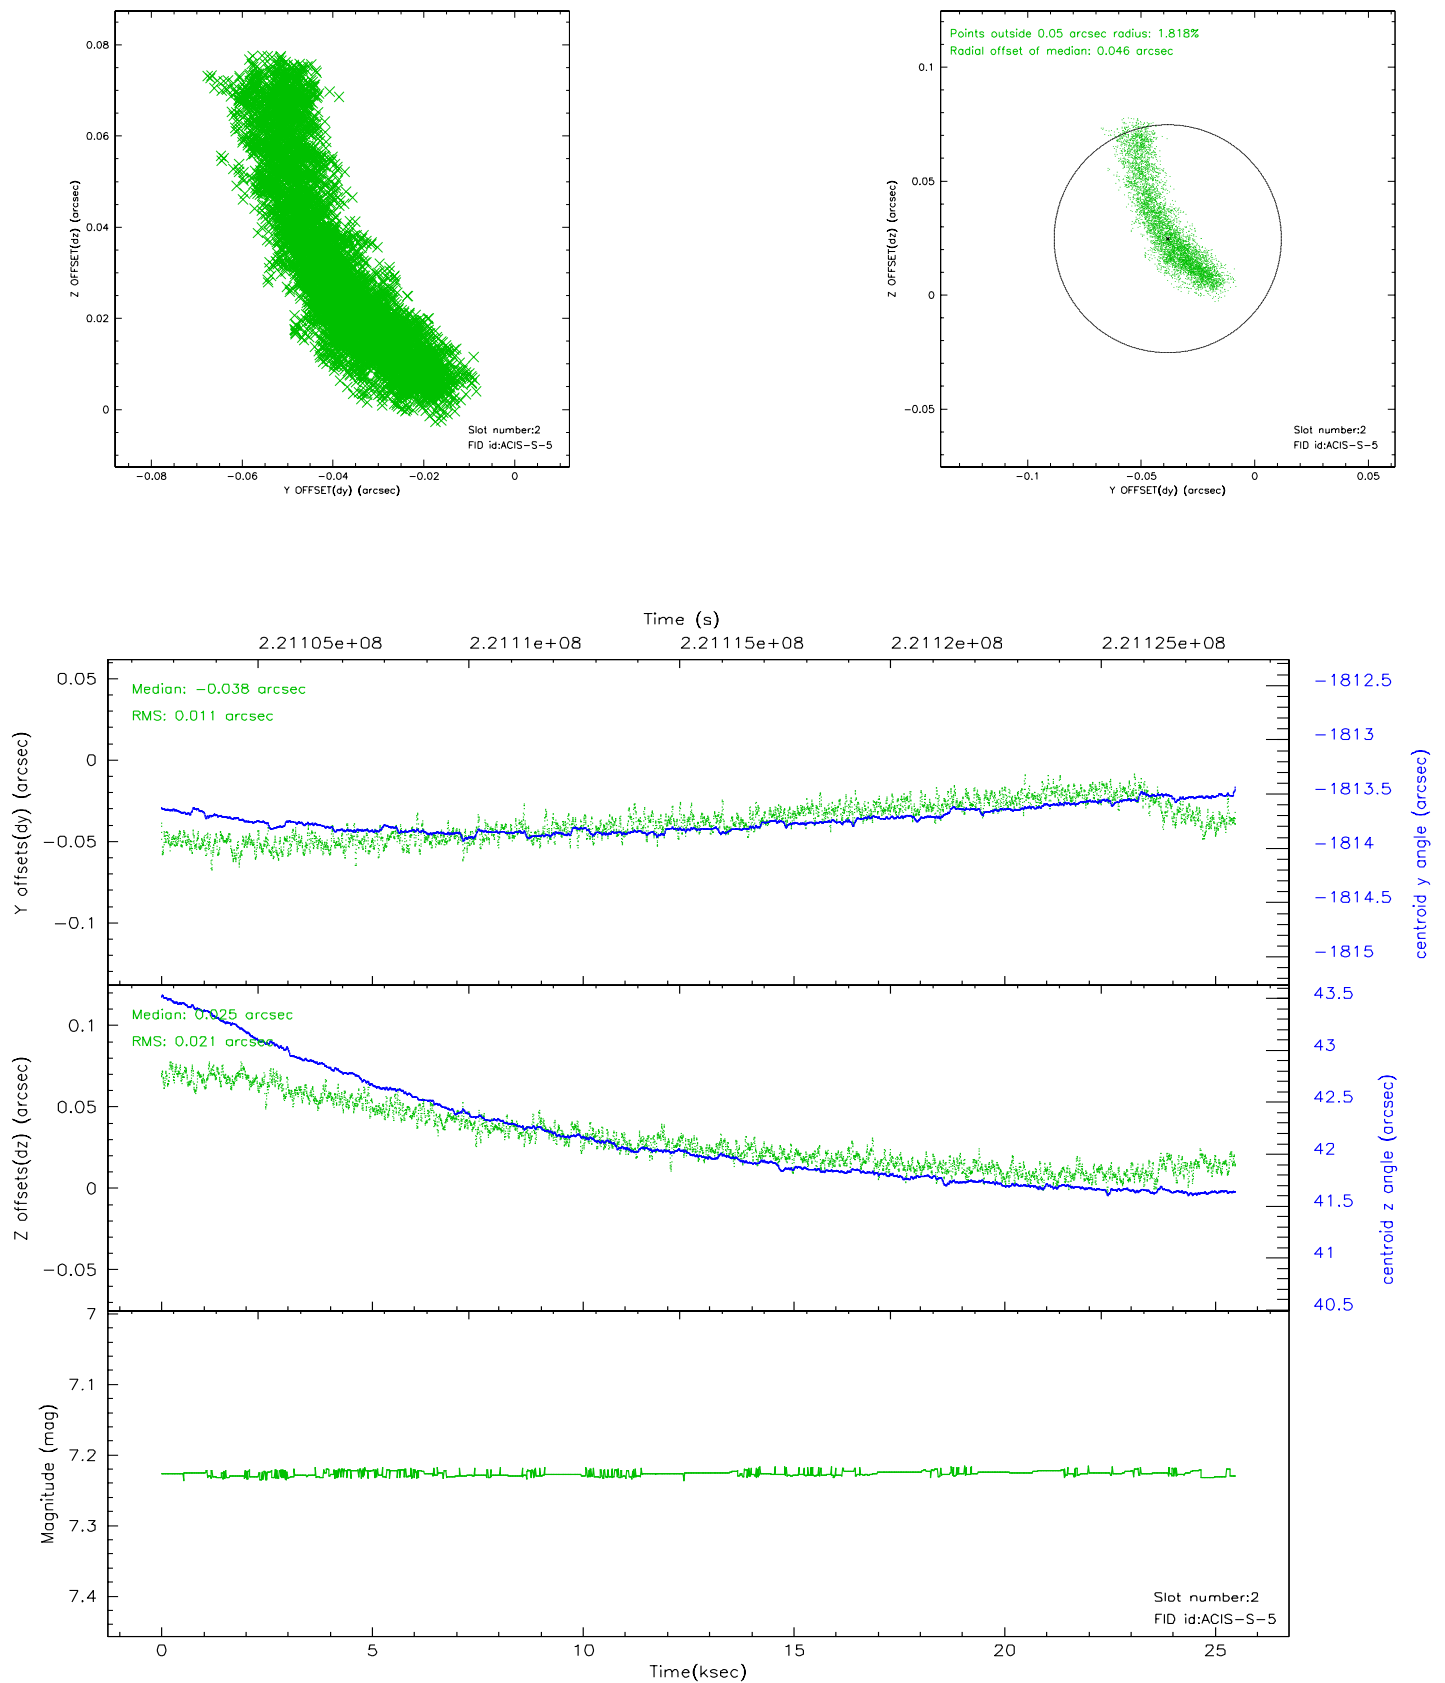 0.08
0.06
0.04
0.02
0
Z OFFSET(dz) (arcsec)
−0.08 −0.06 −0.04 −0.02 0
Y OFFSET(dy) (arcsec)
Slot number:2
FID id:ACIS−S−5
Points outside 0.05 arcsec radius: 1.818%
Radial offset of median: 0.046 arcsec
0.1
0.05
0
−0.05
Z OFFSET(dz) (arcsec)
−0.1 −0.05 0 0.05
Y OFFSET(dy) (arcsec)
Slot number:2
FID id:ACIS−S−5
Time (s)
2.21105e+08 2.2111e+08 2.21115e+08 2.2112e+08 2.21125e+08
Median: −0.038 arcsec
RMS: 0.011 arcsec
0.05
0
−0.05
−0.1
Y offsets(dy) (arcsec)
−1812.5
−1813
−1813.5
−1814
−1814.5
−1815
centroid y angle (arcsec)
Median: 0.025 arcsec
RMS: 0.021 arcsec
0.1
0.05
0
−0.05
Z offsets(dz) (arcsec)
43.5
43
42.5
42
41.5
41
40.5
centroid z angle (arcsec)
7
7.1
7.2
7.3
7.4
Magnitude (mag)
Slot number:2
FID id:ACIS−S−5
0 5 10 15 20 25
Time(ksec)